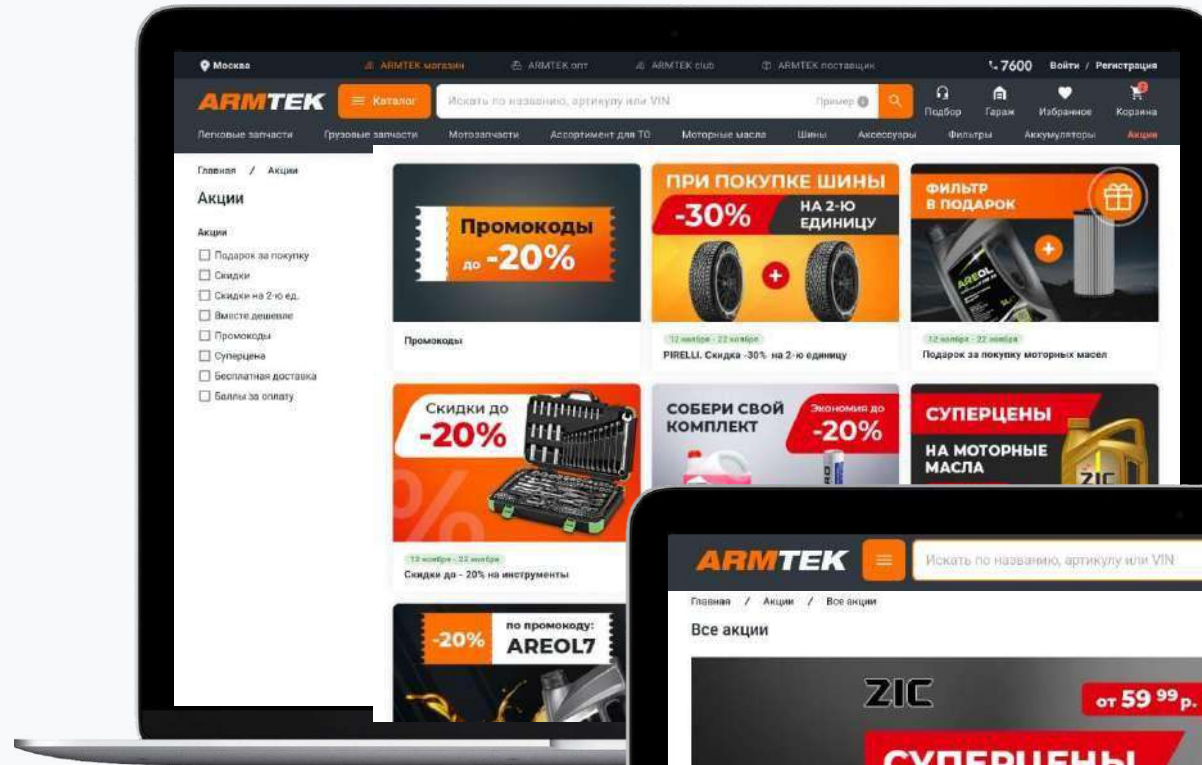 Москва
ARMTEK магазин
ARMTEK опт
ARMTEK club
ARMTEK поставщик
7600
Войти / Регистрация
ARMTEK
Каталог
Искать по названию, артикулу или VIN
Пример
Подбор
Гараж
Избранное
Корзина
Легковые запчасти
Грузовые запчасти
Мотозапчасти
Ассортимент для ТО
Моторные масла
Шины
Аксессуары
Фильтры
Аккумуляторы
Акции
Главная / Акции
Акции
Акции
Подарок за покупку
Скидки
Скидки на 2-ю ед.
Вместе дешевле
Промокоды
Суперцена
Бесплатная доставка
Баллы за оплату
Промокоды
до -20%
Промокоды
ПРИ ПОКУПКЕ ШИНЫ
-30%
НА 2-Ю
ЕДИНИЦУ
12 ноября - 22 ноября
PIRELLI. Скидка -30% на 2-ю единицу
ФИЛЬТР
В ПОДАРОК
AREOL
12 ноября - 22 ноября
Подарок за покупку моторных масел
Скидки до
-20%
%
12 ноября - 22 ноября
Скидки до - 20% на инструменты
СОБЕРИ СВОЙ
КОМПЛЕКТ
Экономия до
-20%
СУПЕРЦЕНЫ
НА МОТОРНЫЕ
МАСЛА
ZIC
-20%
по промокоду:
AREOL7
ARMTEK
Искать по названию, артикулу или VIN
Главная / Акции / Все акции
Все акции
ZIC
от 59 99 р.
СУПЕРЦЕНЫ